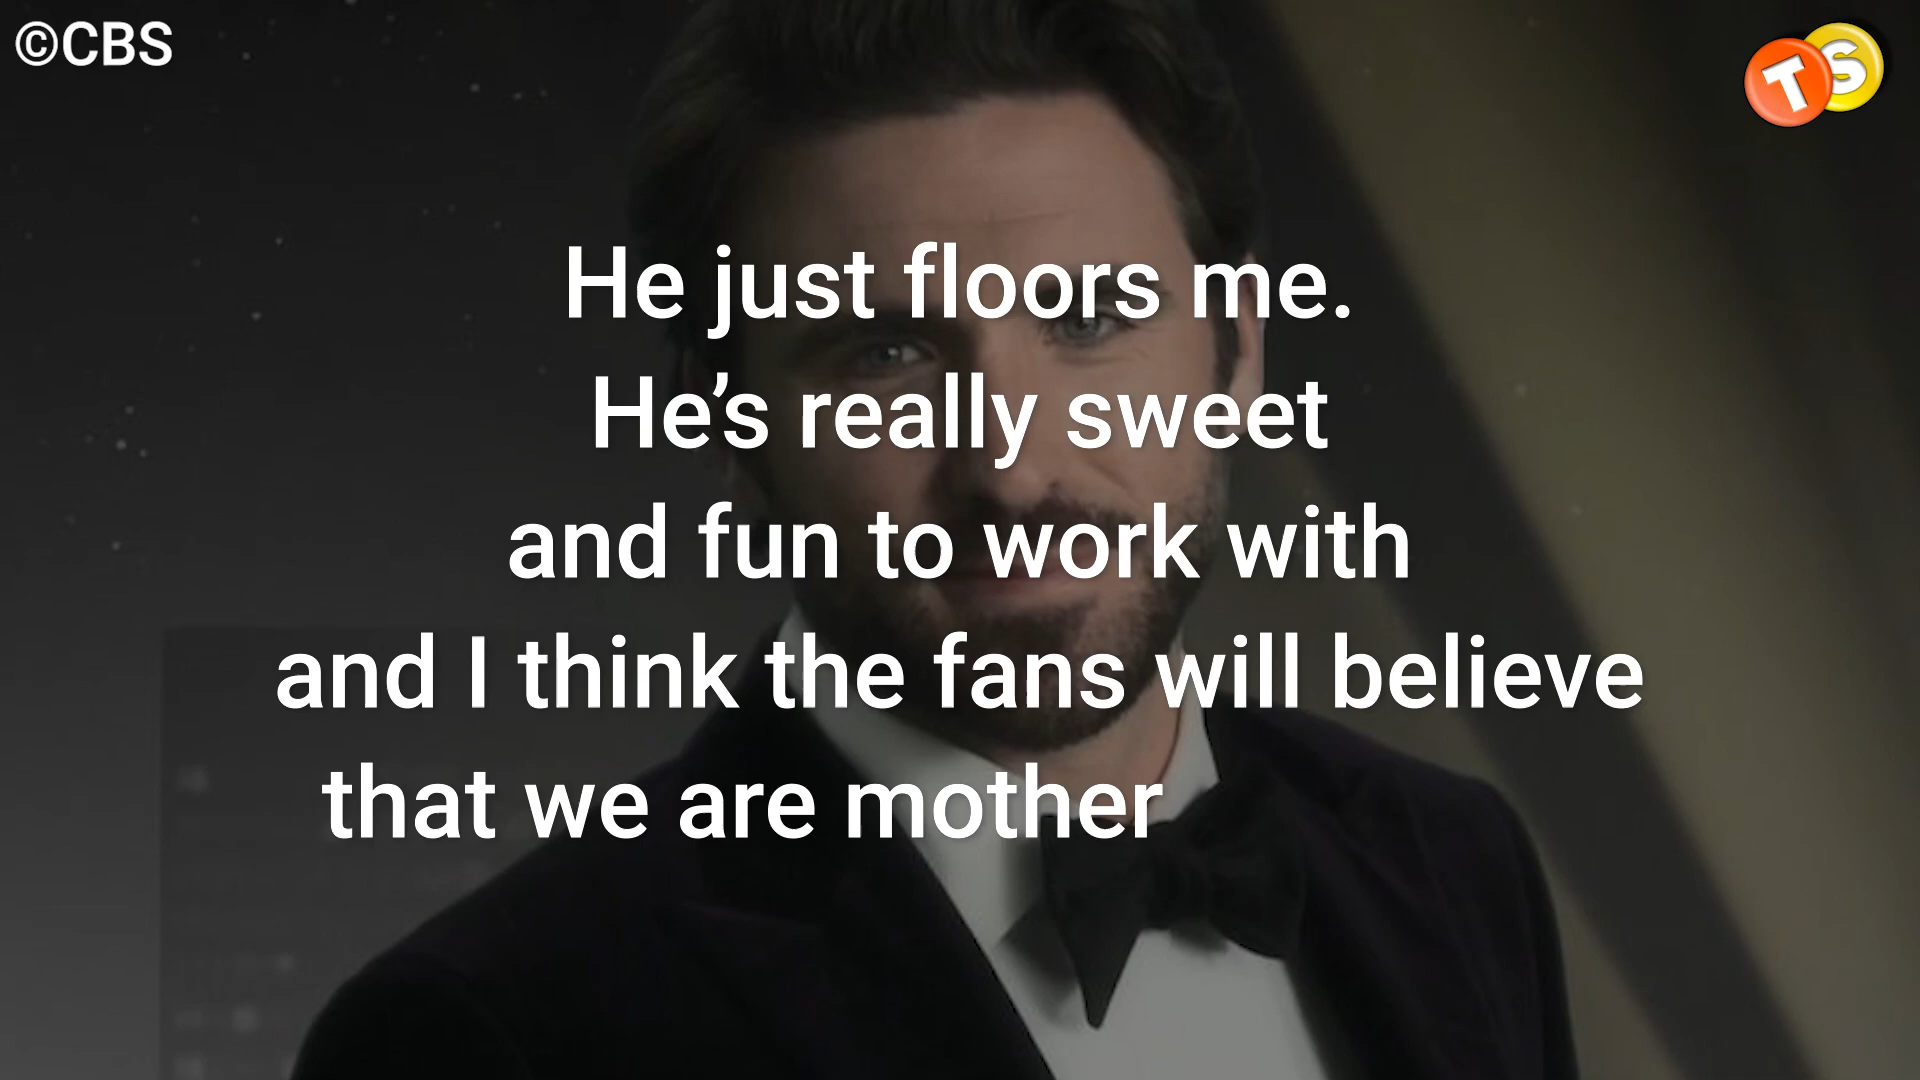 ©CBS
TS
He just floors me.
He’s really sweet
and fun to work with
and I think the fans will believe
that we are mother